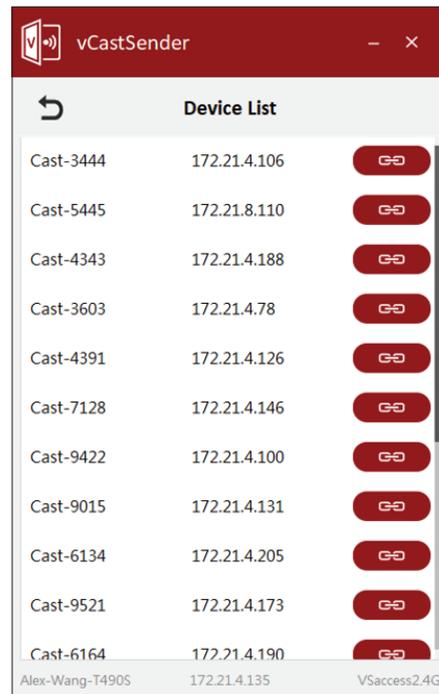 V vCastSender
Device List
Cast-3444 172.21.4.106
Cast-5445 172.21.8.110
Cast-4343 172.21.4.188
Cast-3603 172.21.4.78
Cast-4391 172.21.4.126
Cast-7128 172.21.4.146
Cast-9422 172.21.4.100
Cast-9015 172.21.4.131
Cast-6134 172.21.4.205
Cast-9521 172.21.4.173
Cast-6164 172.21.4.190
Alex-Wang-T490S 172.21.4.135 VSaccess2.4G